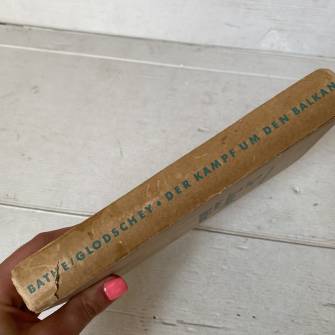 BATHE/GLODSCHEY • DER KAMPF UM DEN BALKAN